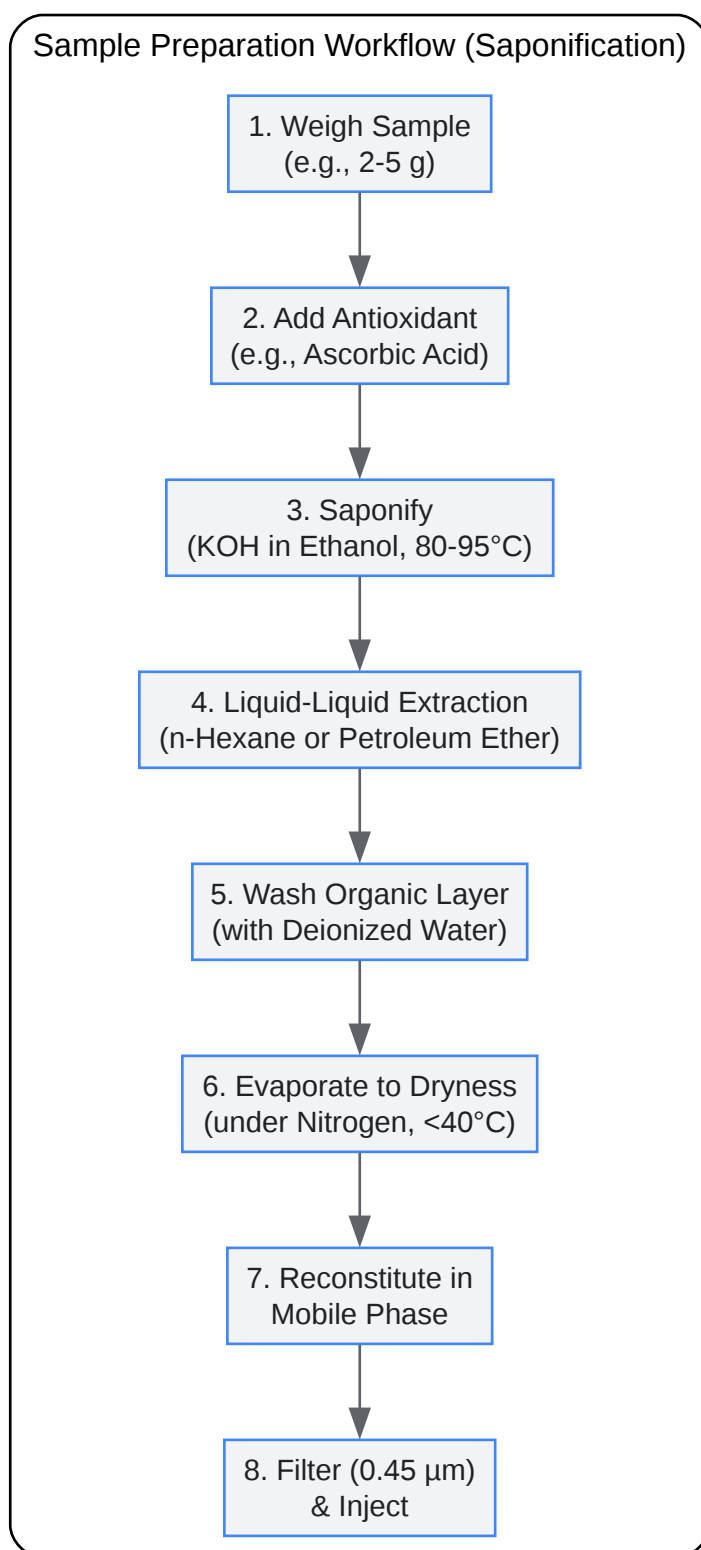 Sample Preparation Workflow (Saponification)
1. Weigh Sample
(e.g., 2-5 g)
2. Add Antioxidant
(e.g., Ascorbic Acid)
3. Saponify
(KOH in Ethanol, 80-95°C)
4. Liquid-Liquid Extraction
(n-Hexane or Petroleum Ether)
5. Wash Organic Layer
(with Deionized Water)
6. Evaporate to Dryness
(under Nitrogen, <40°C)
7. Reconstitute in
Mobile Phase
8. Filter (0.45 µm)
& Inject